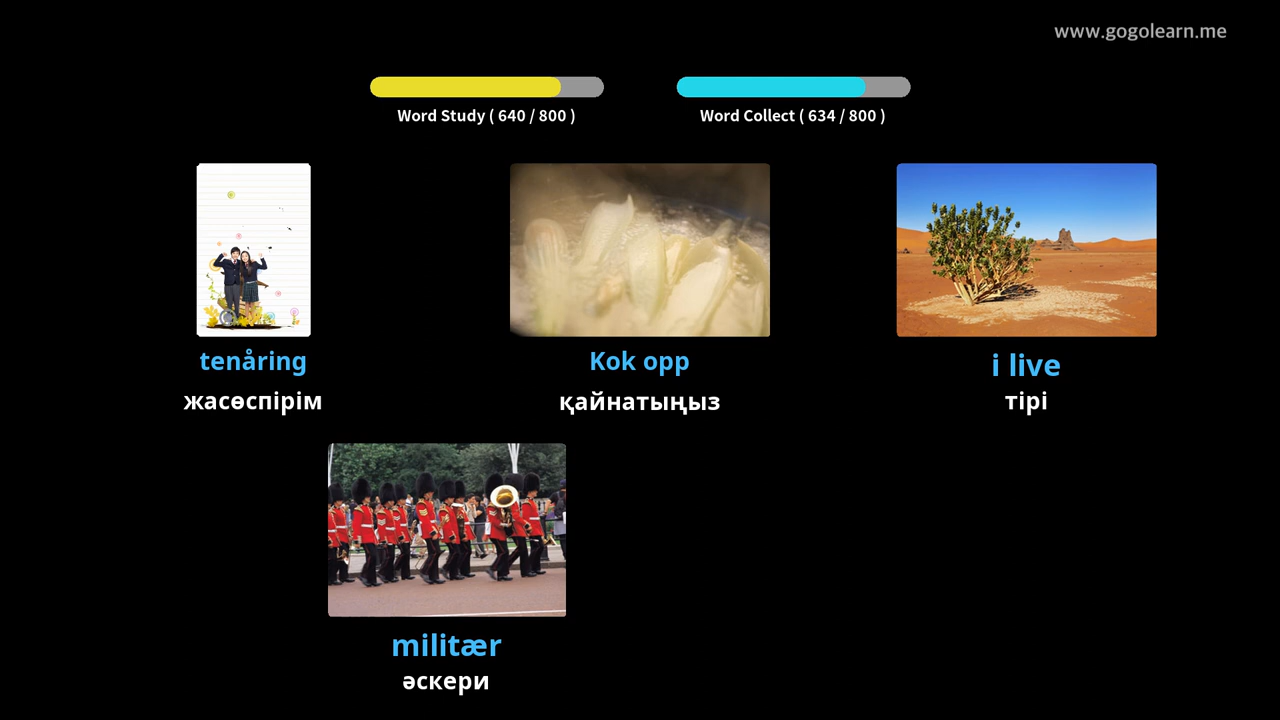 www.gogolearn.me
Word Study ( 640 / 800 )
Word Collect ( 634 / 800 )
tenåring
жасөспірім
Kok opp
қайнатыңыз
i live
тірі
militær
әскери